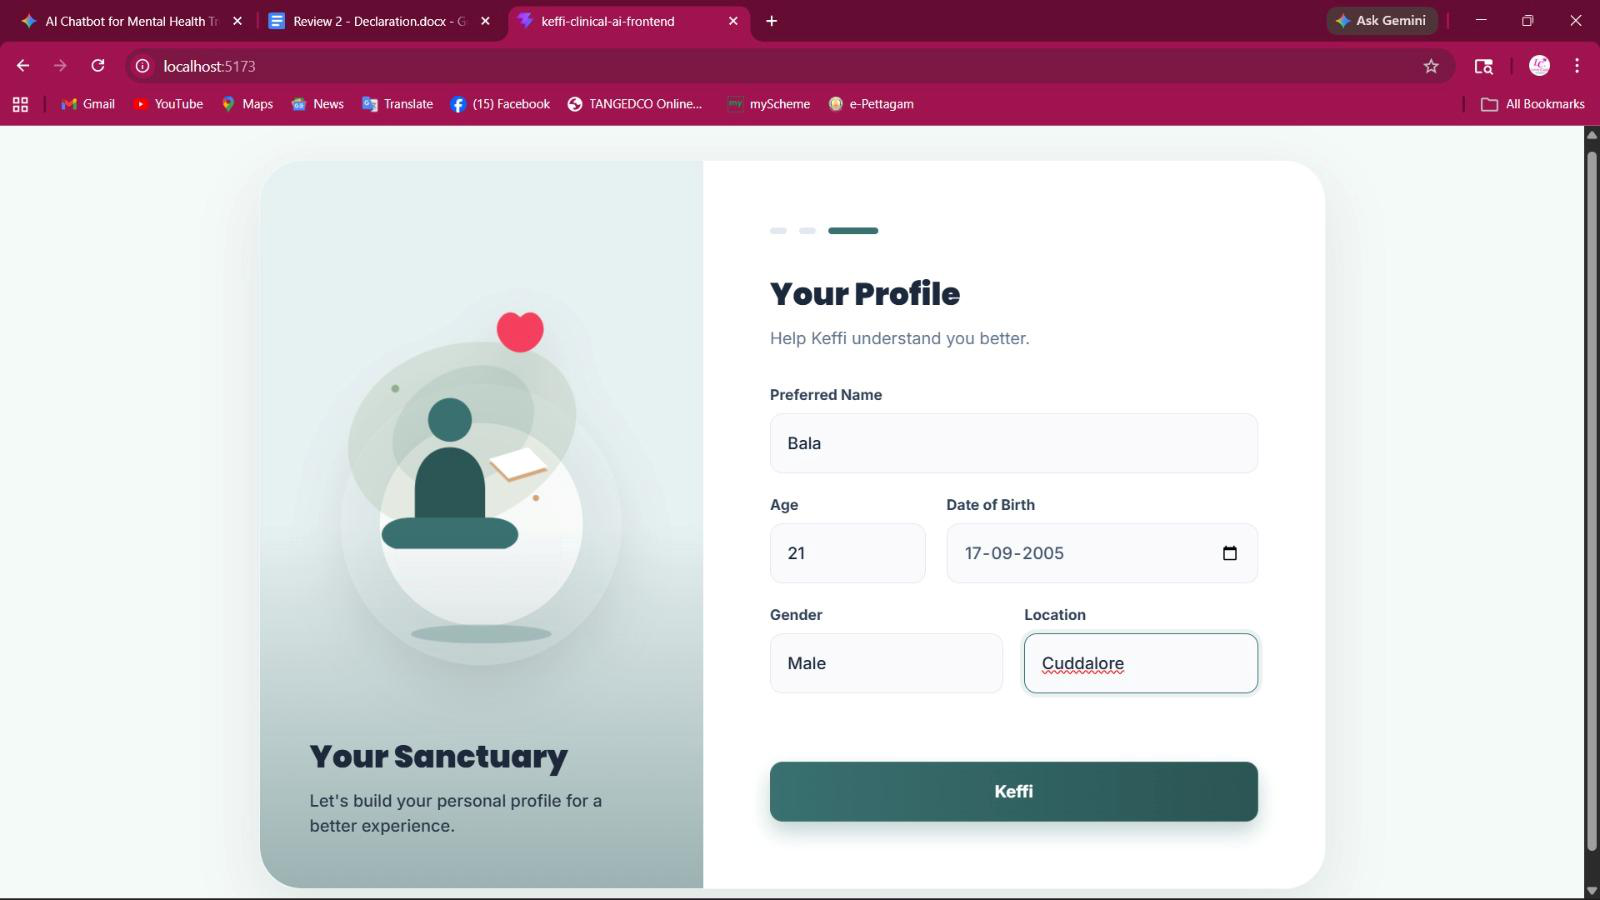 AI Chatbot for Mental Health Tr
Review 2 - Declaration.docx - G
keffi-clinical-ai-frontend
Ask Gemini
localhost:5173
Gmail
YouTube
Maps
News
Translate
(15) Facebook
TANGEDCO Online...
my
myScheme
e-Pettagam
All Bookmarks
Your Profile
Help Keffi understand you better.
Preferred Name
Bala
Age
Date of Birth
21
17-09-2005
Gender
Location
Male
Cuddalore
Keffi
Your Sanctuary
Let's build your personal profile for a
better experience.